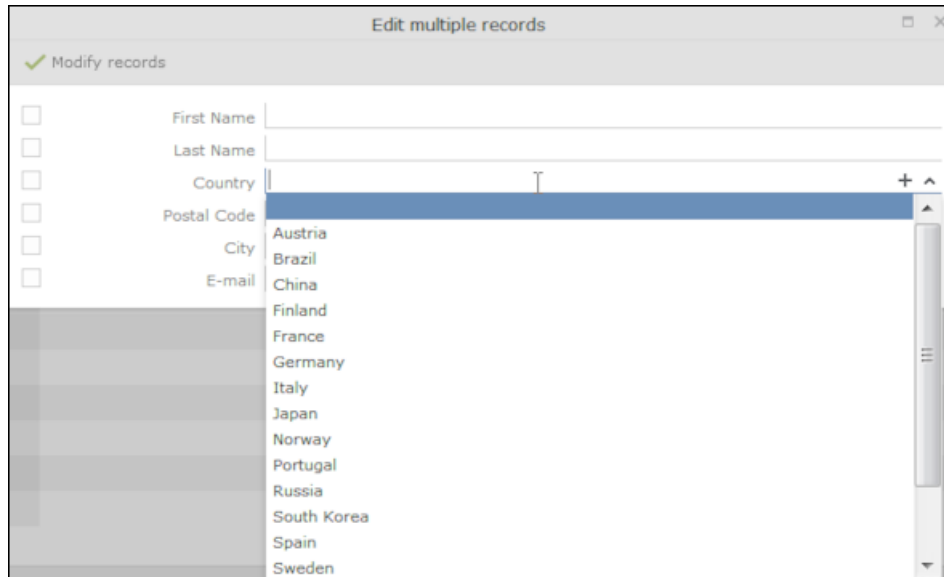 Edit multiple records
Modify records
First Name
Last Name
Country
Postal Code
City
E-mail
Austria
Brazil
China
Finland
France
Germany
Italy
Japan
Norway
Portugal
Russia
South Korea
Spain
Sweden